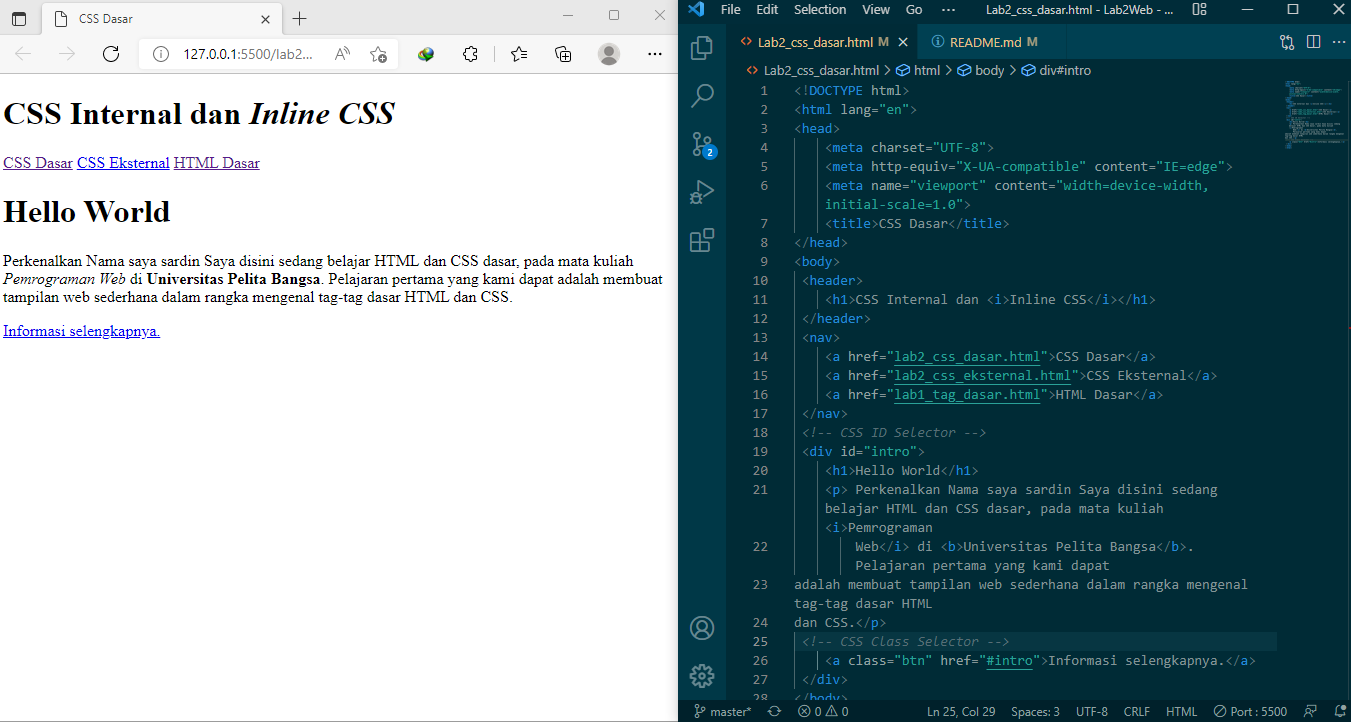 CSS Dasar
127.0.0.1:5500/lab2...
CSS Internal dan Inline CSS
CSS Dasar CSS Eksternal HTML Dasar
Hello World
Perkenalkan Nama saya sardin Saya disini sedang belajar HTML dan CSS dasar, pada mata kuliah
Pemrograman Web di Universitas Pelita Bangsa. Pelajaran pertama yang kami dapat adalah membuat
tampilan web sederhana dalam rangka mengenal tag-tag dasar HTML dan CSS.
Informasi selengkapnya.
File Edit Selection View Go ··· Lab2_css_dasar.html - Lab2Web - ...
Lab2_css_dasar.html M README.md M
Lab2_css_dasar.html > html > body > div#intro
2
1 <!DOCTYPE html>
2 <html lang="en">
3 <head>
4 <meta charset="UTF-8">
5 <meta http-equiv="X-UA-compatible" content="IE=edge">
6 <meta name="viewport" content="width=device-width,
initial-scale=1.0">
7 <title>CSS Dasar</title>
8 </head>
9 <body>
10 <header>
11 <h1>CSS Internal dan <i>Inline CSS</i></h1>
12 </header>
13 <nav>
14 <a href="lab2_css_dasar.html">CSS Dasar</a>
15 <a href="lab2_css_eksternal.html">CSS Eksternal</a>
16 <a href="lab1_tag_dasar.html">HTML Dasar</a>
17 </nav>
18 <!-- CSS ID Selector -->
19 <div id="intro">
20 <h1>Hello World</h1>
21 <p> Perkenalkan Nama saya sardin Saya disini sedang
belajar HTML dan CSS dasar, pada mata kuliah
<i>Pemrograman
22 Web</i> di <b>Universitas Pelita Bangsa</b>.
Pelajaran pertama yang kami dapat
23 adalah membuat tampilan web sederhana dalam rangka mengenal
tag-tag dasar HTML
24 dan CSS.</p>
25 <!-- CSS Class Selector -->
26 <a class="btn" href="#intro">Informasi selengkapnya.</a>
27 </div>
28 </body>
master* 0 0 Ln 25, Col 29 Spaces: 3 UTF-8 CRLF HTML Port : 5500